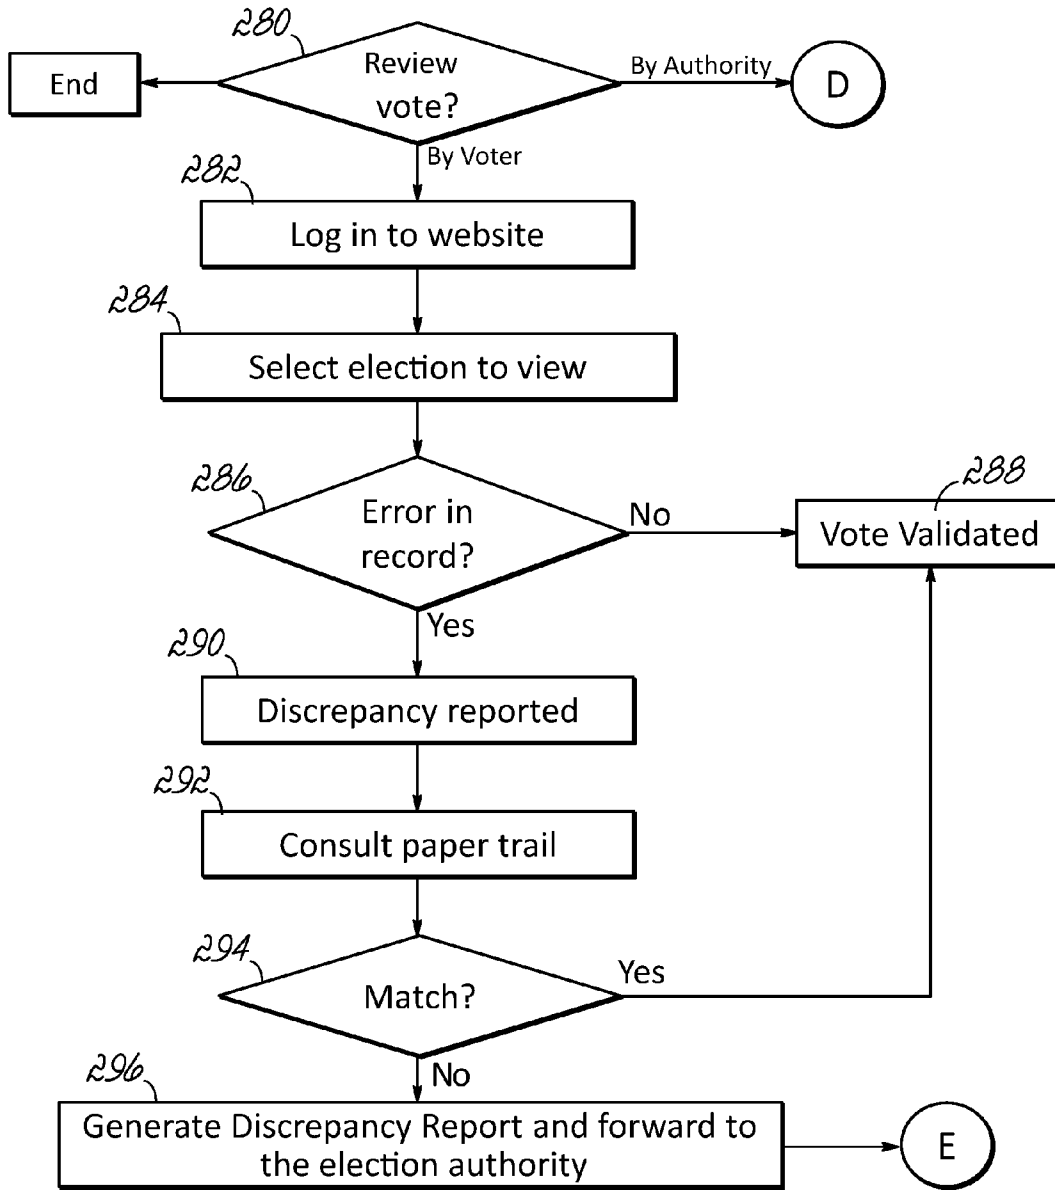 280
End
Review
vote?
By Authority
D
By Voter
282
Log in to website
284
Select election to view
286
Error in
record?
No
288
Vote Validated
Yes
290
Discrepancy reported
292
Consult paper trail
294
Match?
Yes
No
296
Generate Discrepancy Report and forward to
the election authority
E